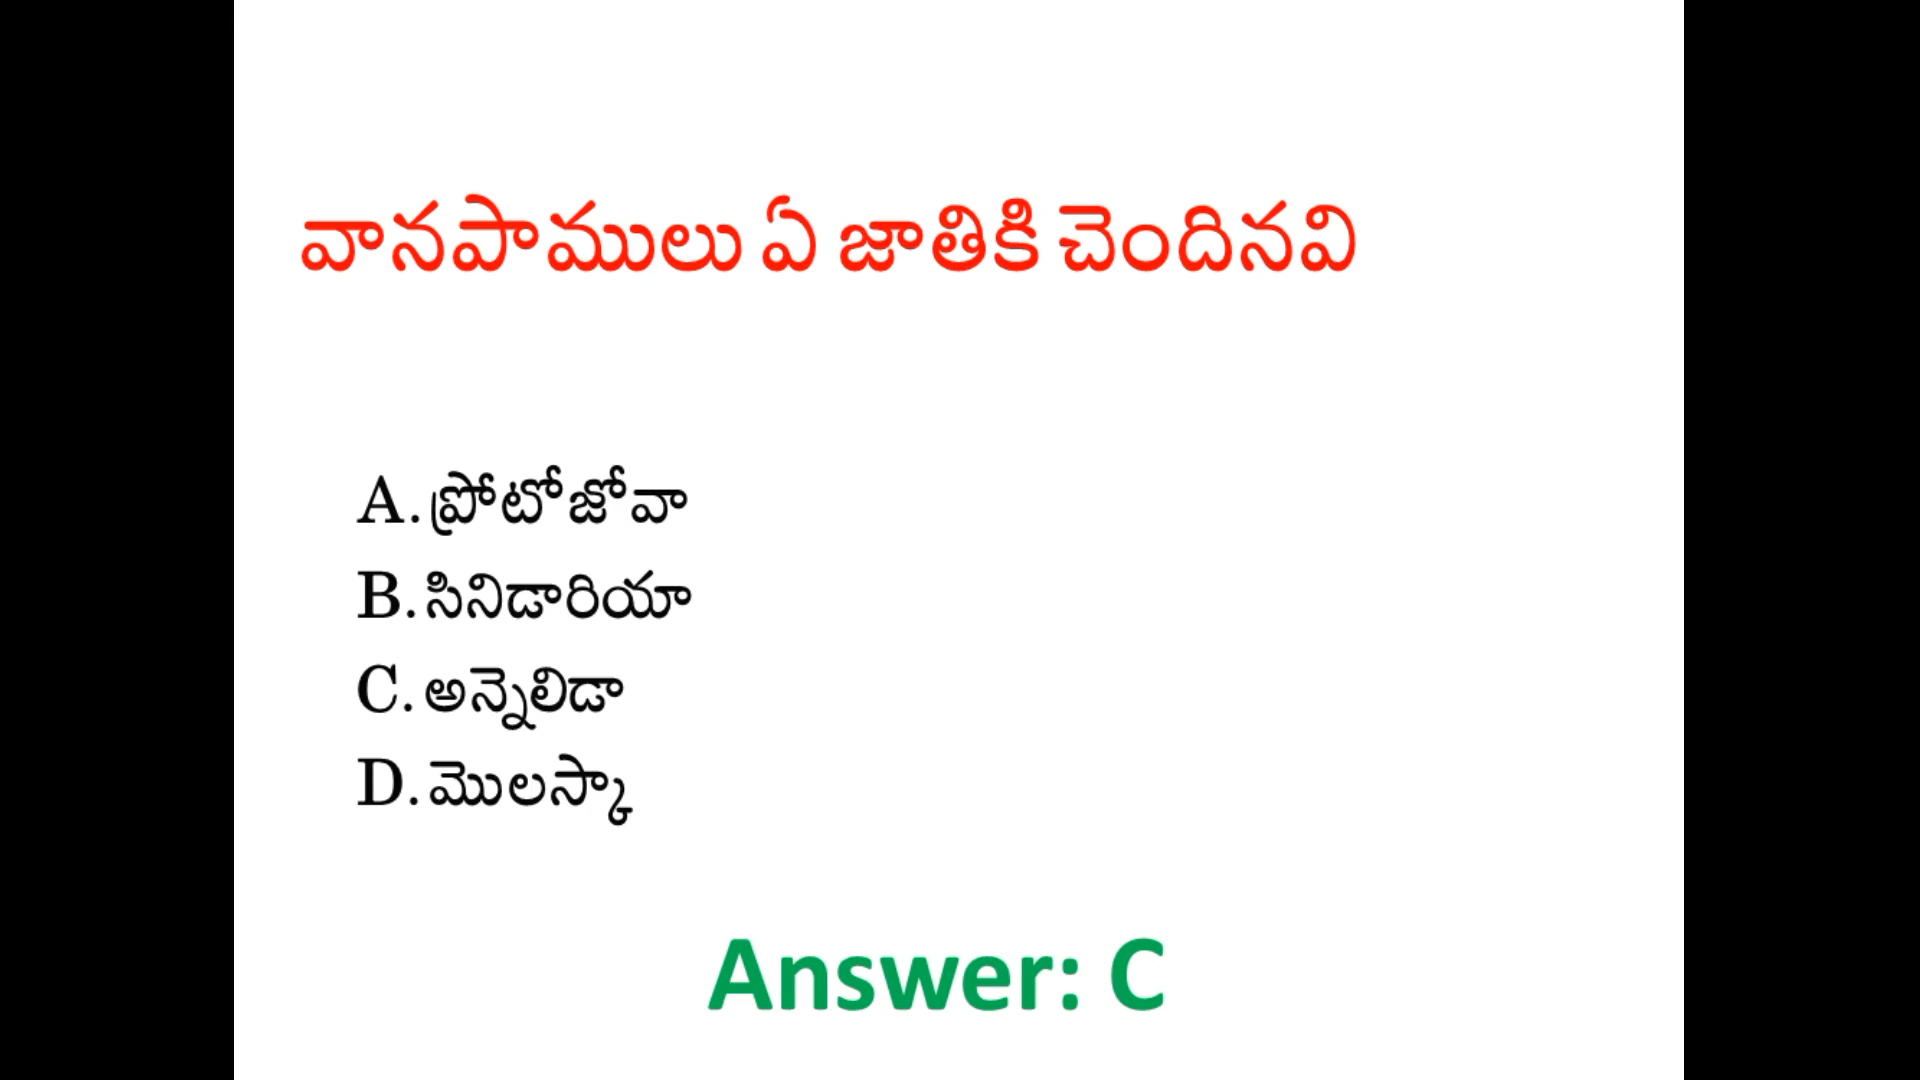 వానపాములు ఏ జాతికి చెందినవి
A. ప్రోటోజోవా
B. సినిడారియా
C. అన్నెలిడా
D. మొలస్కా
Answer: C